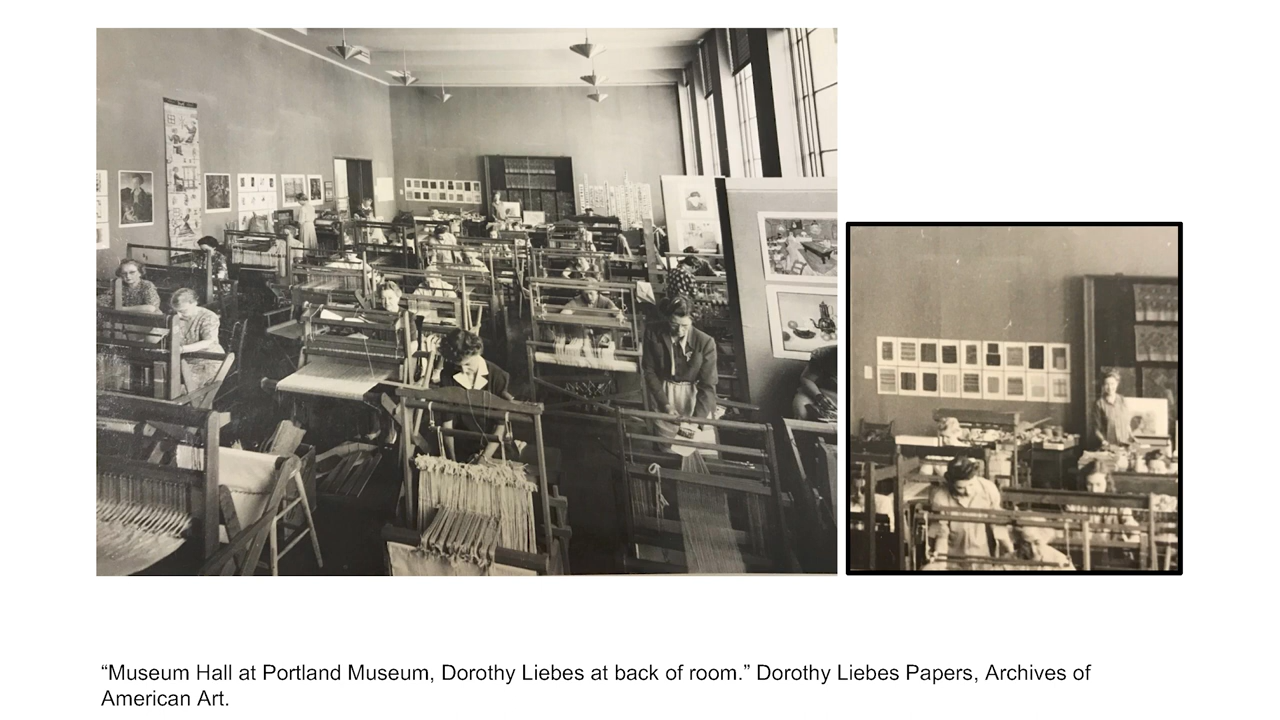 “Museum Hall at Portland Museum, Dorothy Liebes at back of room.” Dorothy Liebes Papers, Archives of
American Art.